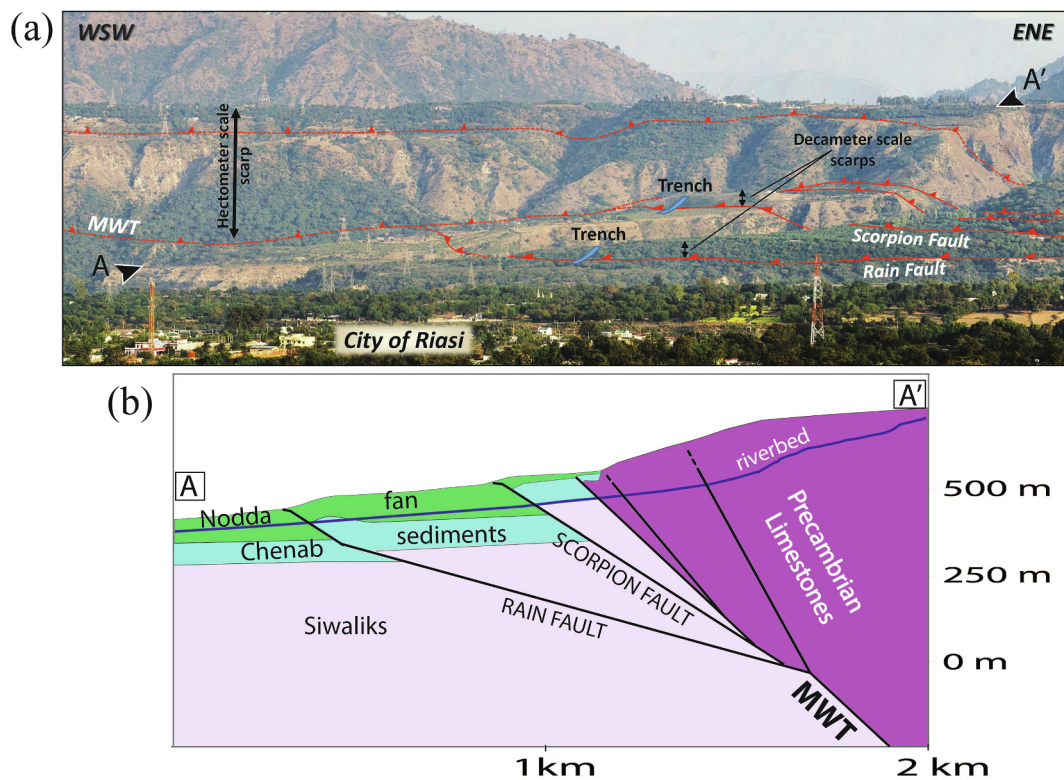 (a)
WSW
ENE
A'
Hectometer scale
scarp
Decameter scale
scarps
Trench
MWT
Trench
Scorpion Fault
A
Rain Fault
City of Riasi
(b)
A'
riverbed
A
500 m
Nodda
fan
Chenab
sediments
SCORPION FAULT
Precambrian
Limestones
250 m
RAIN FAULT
Siwaliks
0 m
MWT
1km
2 km